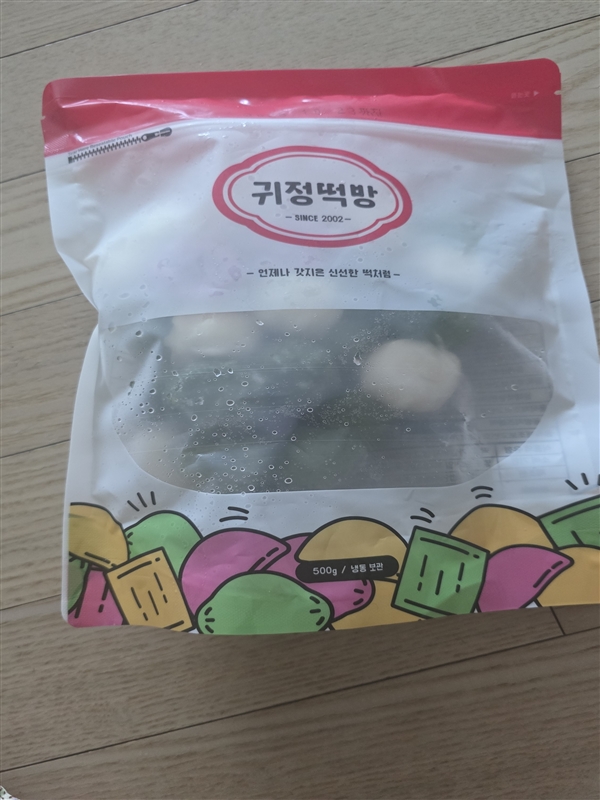 귀정떡방
- SINCE 2002 -
- 언제나 갓지은 신선한 떡처럼 -
500g / 냉동 보관